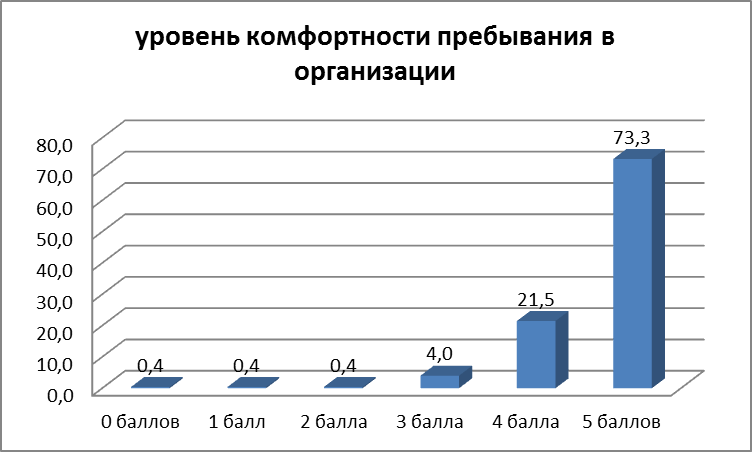 уровень комфортности пребывания в
организации
80,0
70,0
60,0
50,0
40,0
30,0
20,0
10,0
0,0
0,4
0,4
0,4
4,0
21,5
73,3
0 баллов
1 балл
2 балла
3 балла
4 балла
5 баллов